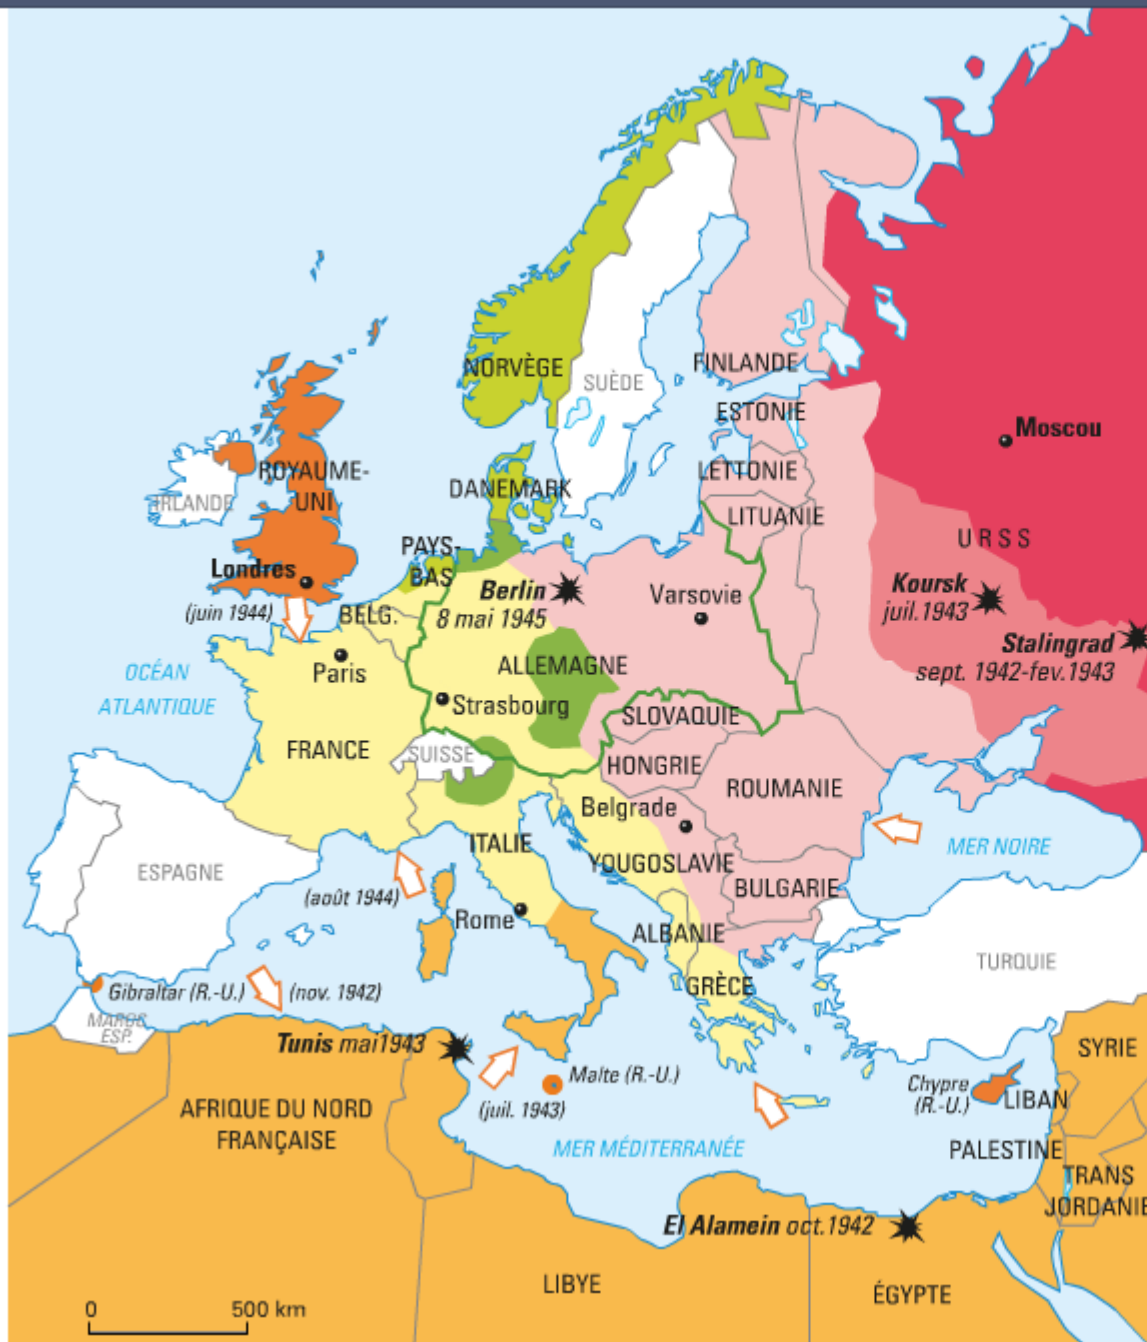 NORVÈGE
SUÈDE
FINLANDE
ESTONIE
Moscou
LETTONIE
ROYAUME-
UNI
IRLANDE
DANEMARK
LITUANIE
URSS
PAYS-
BAS
Londres
(juin 1944)
BELG.
Berlin
8 mai 1945
Varsovie
Koursk
juil.1943
Stalingrad
sept. 1942-fev.1943
Paris
ALLEMAGNE
OCÉAN
ATLANTIQUE
Strasbourg
SLOVAQUIE
FRANCE
SUISSE
HONGRIE
ROUMANIE
Belgrade
ITALIE
MER NOIRE
ESPAGNE
YOUGOSLAVIE
BULGARIE
(août 1944)
Rome
ALBANIE
TURQUIE
GRÈCE
Gibraltar (R.-U.)
(nov. 1942)
MAROC
ESP.
Tunis mai1943
SYRIE
Malte (R.-U.)
Chypre
(R.-U.)
LIBAN
(juil. 1943)
AFRIQUE DU NORD
FRANÇAISE
MER MÉDITERRANÉE
PALESTINE
TRANS
JORDANIE
El Alamein oct.1942
LIBYE
ÉGYPTE
0 500 km